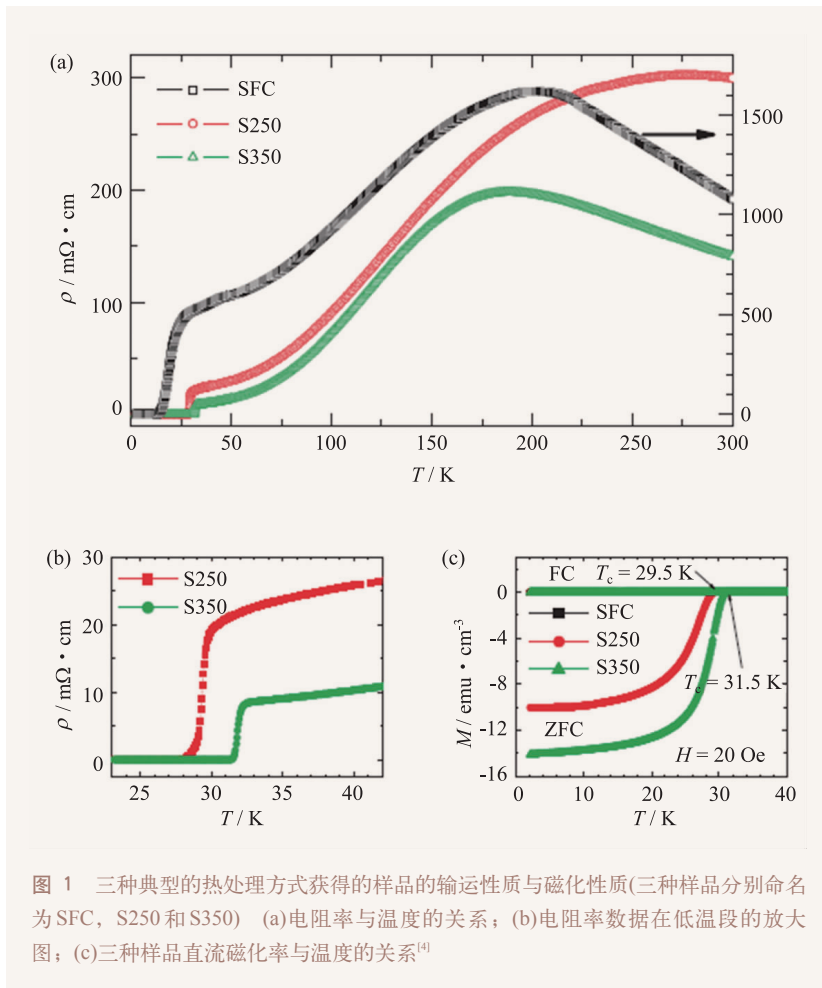 (a)
300
200
100
0
ρ / mΩ·cm
SFC
S250
S350
1500
1000
500
0
0 50 100 150 200 250 300
T / K
(b)
30
20
10
0
ρ / mΩ·cm
S250
S350
25 30 35 40
T / K
(c)
FC Tc = 29.5 K
0
-4
-8
-12
-16
M / emu·cm-3
SFC
S250
S350
Tc = 31.5 K
ZFC
H = 20 Oe
0 10 20 30 40
T / K
图 1 三种典型的热处理方式获得的样品的输运性质与磁化性质(三种样品分别命名
为SFC，S250和S350) (a)电阻率与温度的关系；(b)电阻率数据在低温段的放大
图；(c)三种样品直流磁化率与温度的关系[4]